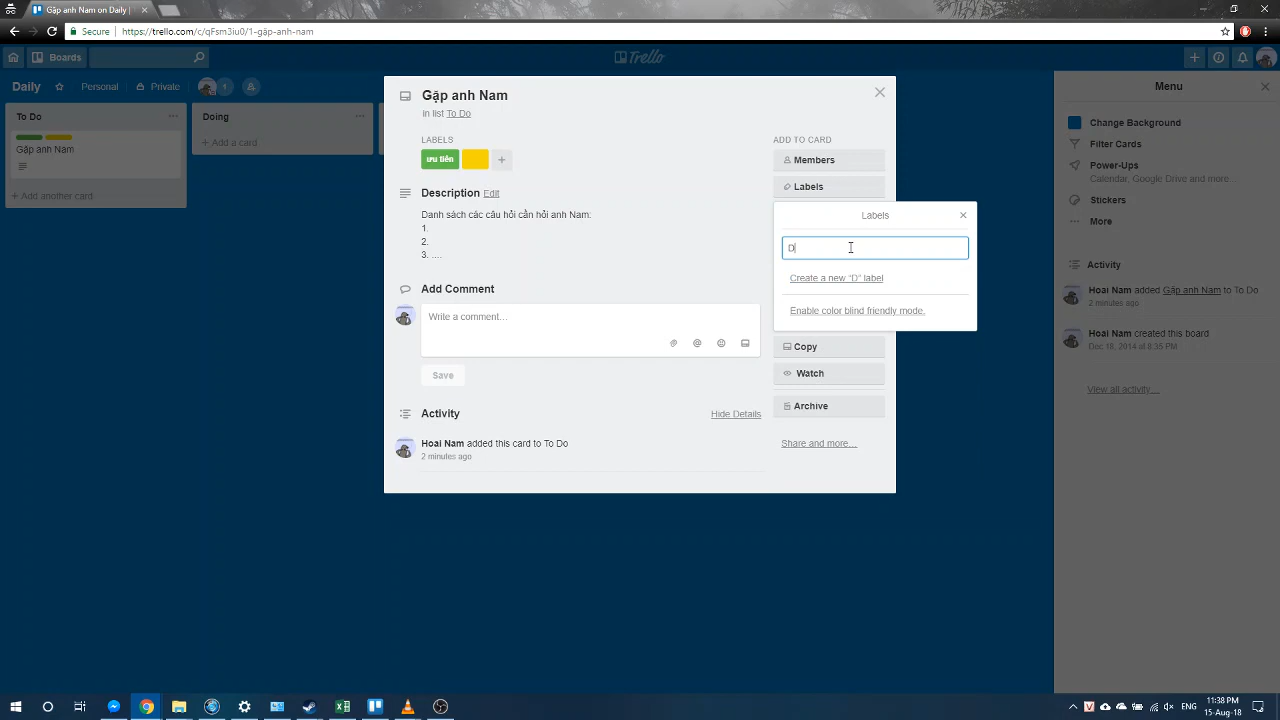 Daily | Trello
Secure
https://trello.com/c/qFsm3iu0/1-gặp-anh-nam
Boards
Trello
Daily
Personal
Private
1
To Do
Gặp anh Nam
+ Add another card
Doing
+ Add a card
Gặp anh Nam
in list To Do
LABELS
ưu tiên
+
Description Edit
Danh sách các câu hỏi cần hỏi anh Nam:
1.
2.
3. ....
Add Comment
Write a comment…
Save
Activity
Hide Details
Hoai Nam added this card to To Do
2 minutes ago
ADD TO CARD
Members
Labels
Labels
D
Create a new “D” label
Enable color blind friendly mode.
Copy
Watch
Archive
Share and more…
Menu
Change Background
Filter Cards
Power-Ups
Calendar, Google Drive and more…
Stickers
More
Activity
Hoai Nam added Gặp anh Nam to To Do
2 minutes ago
Hoai Nam created this board
Dec 18, 2014 at 8:35 PM
View all activity…
ENG
11:38 PM
15-Aug-18